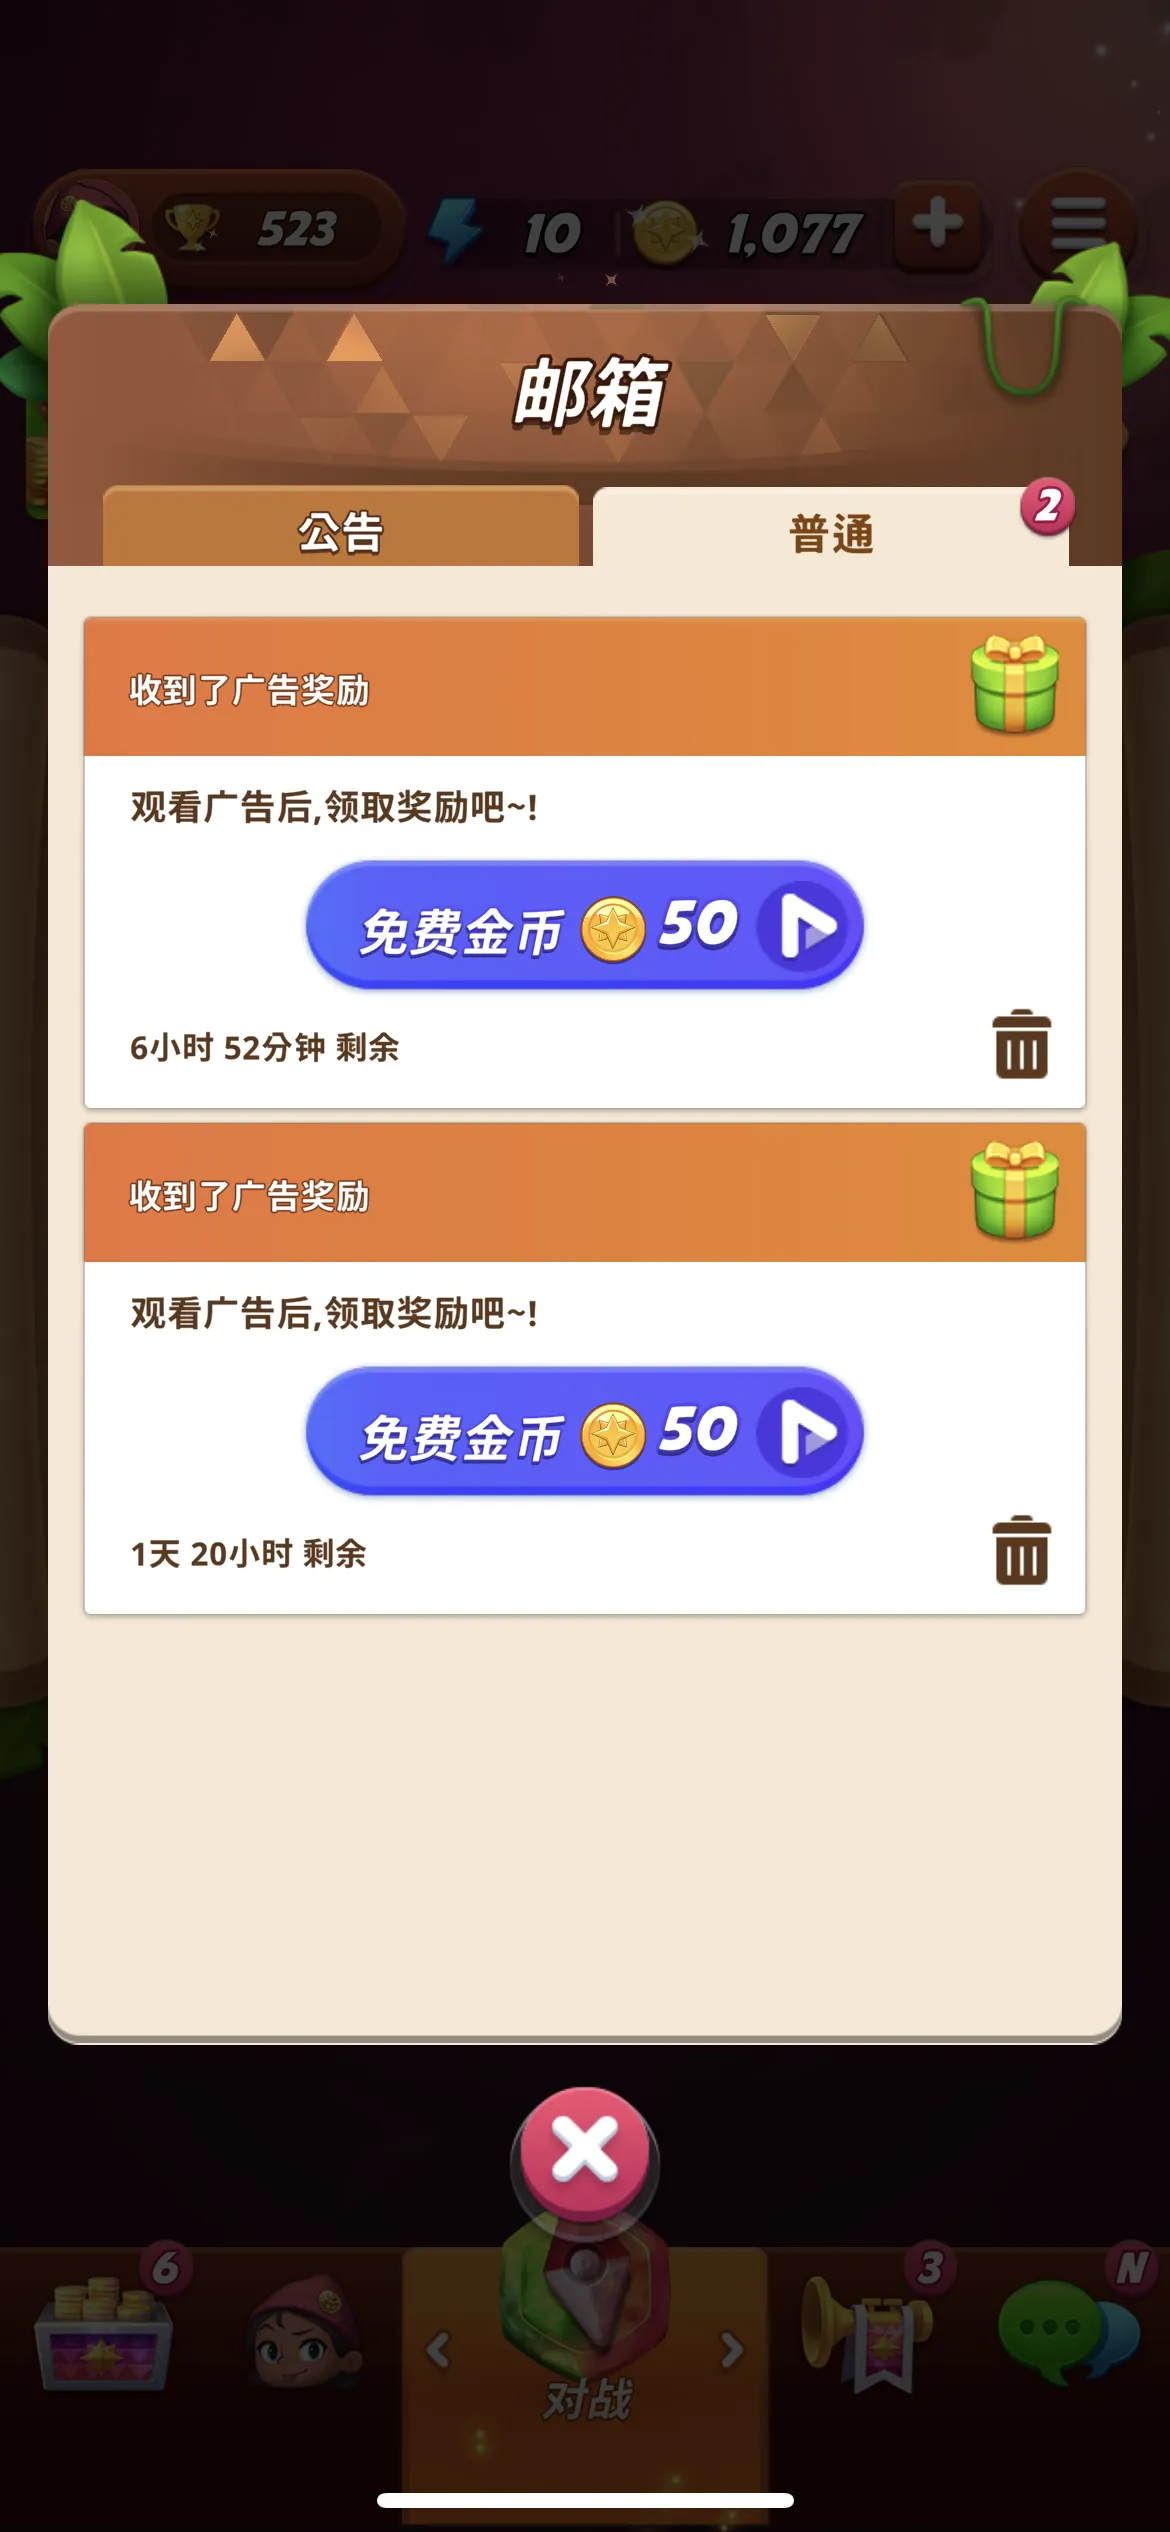 523
10
1,077
邮箱
公告
普通
2
收到了广告奖励
观看广告后,领取奖励吧~!
免费金币 50
6小时 52分钟 剩余
收到了广告奖励
观看广告后,领取奖励吧~!
免费金币 50
1天 20小时 剩余
6
3
N
对战